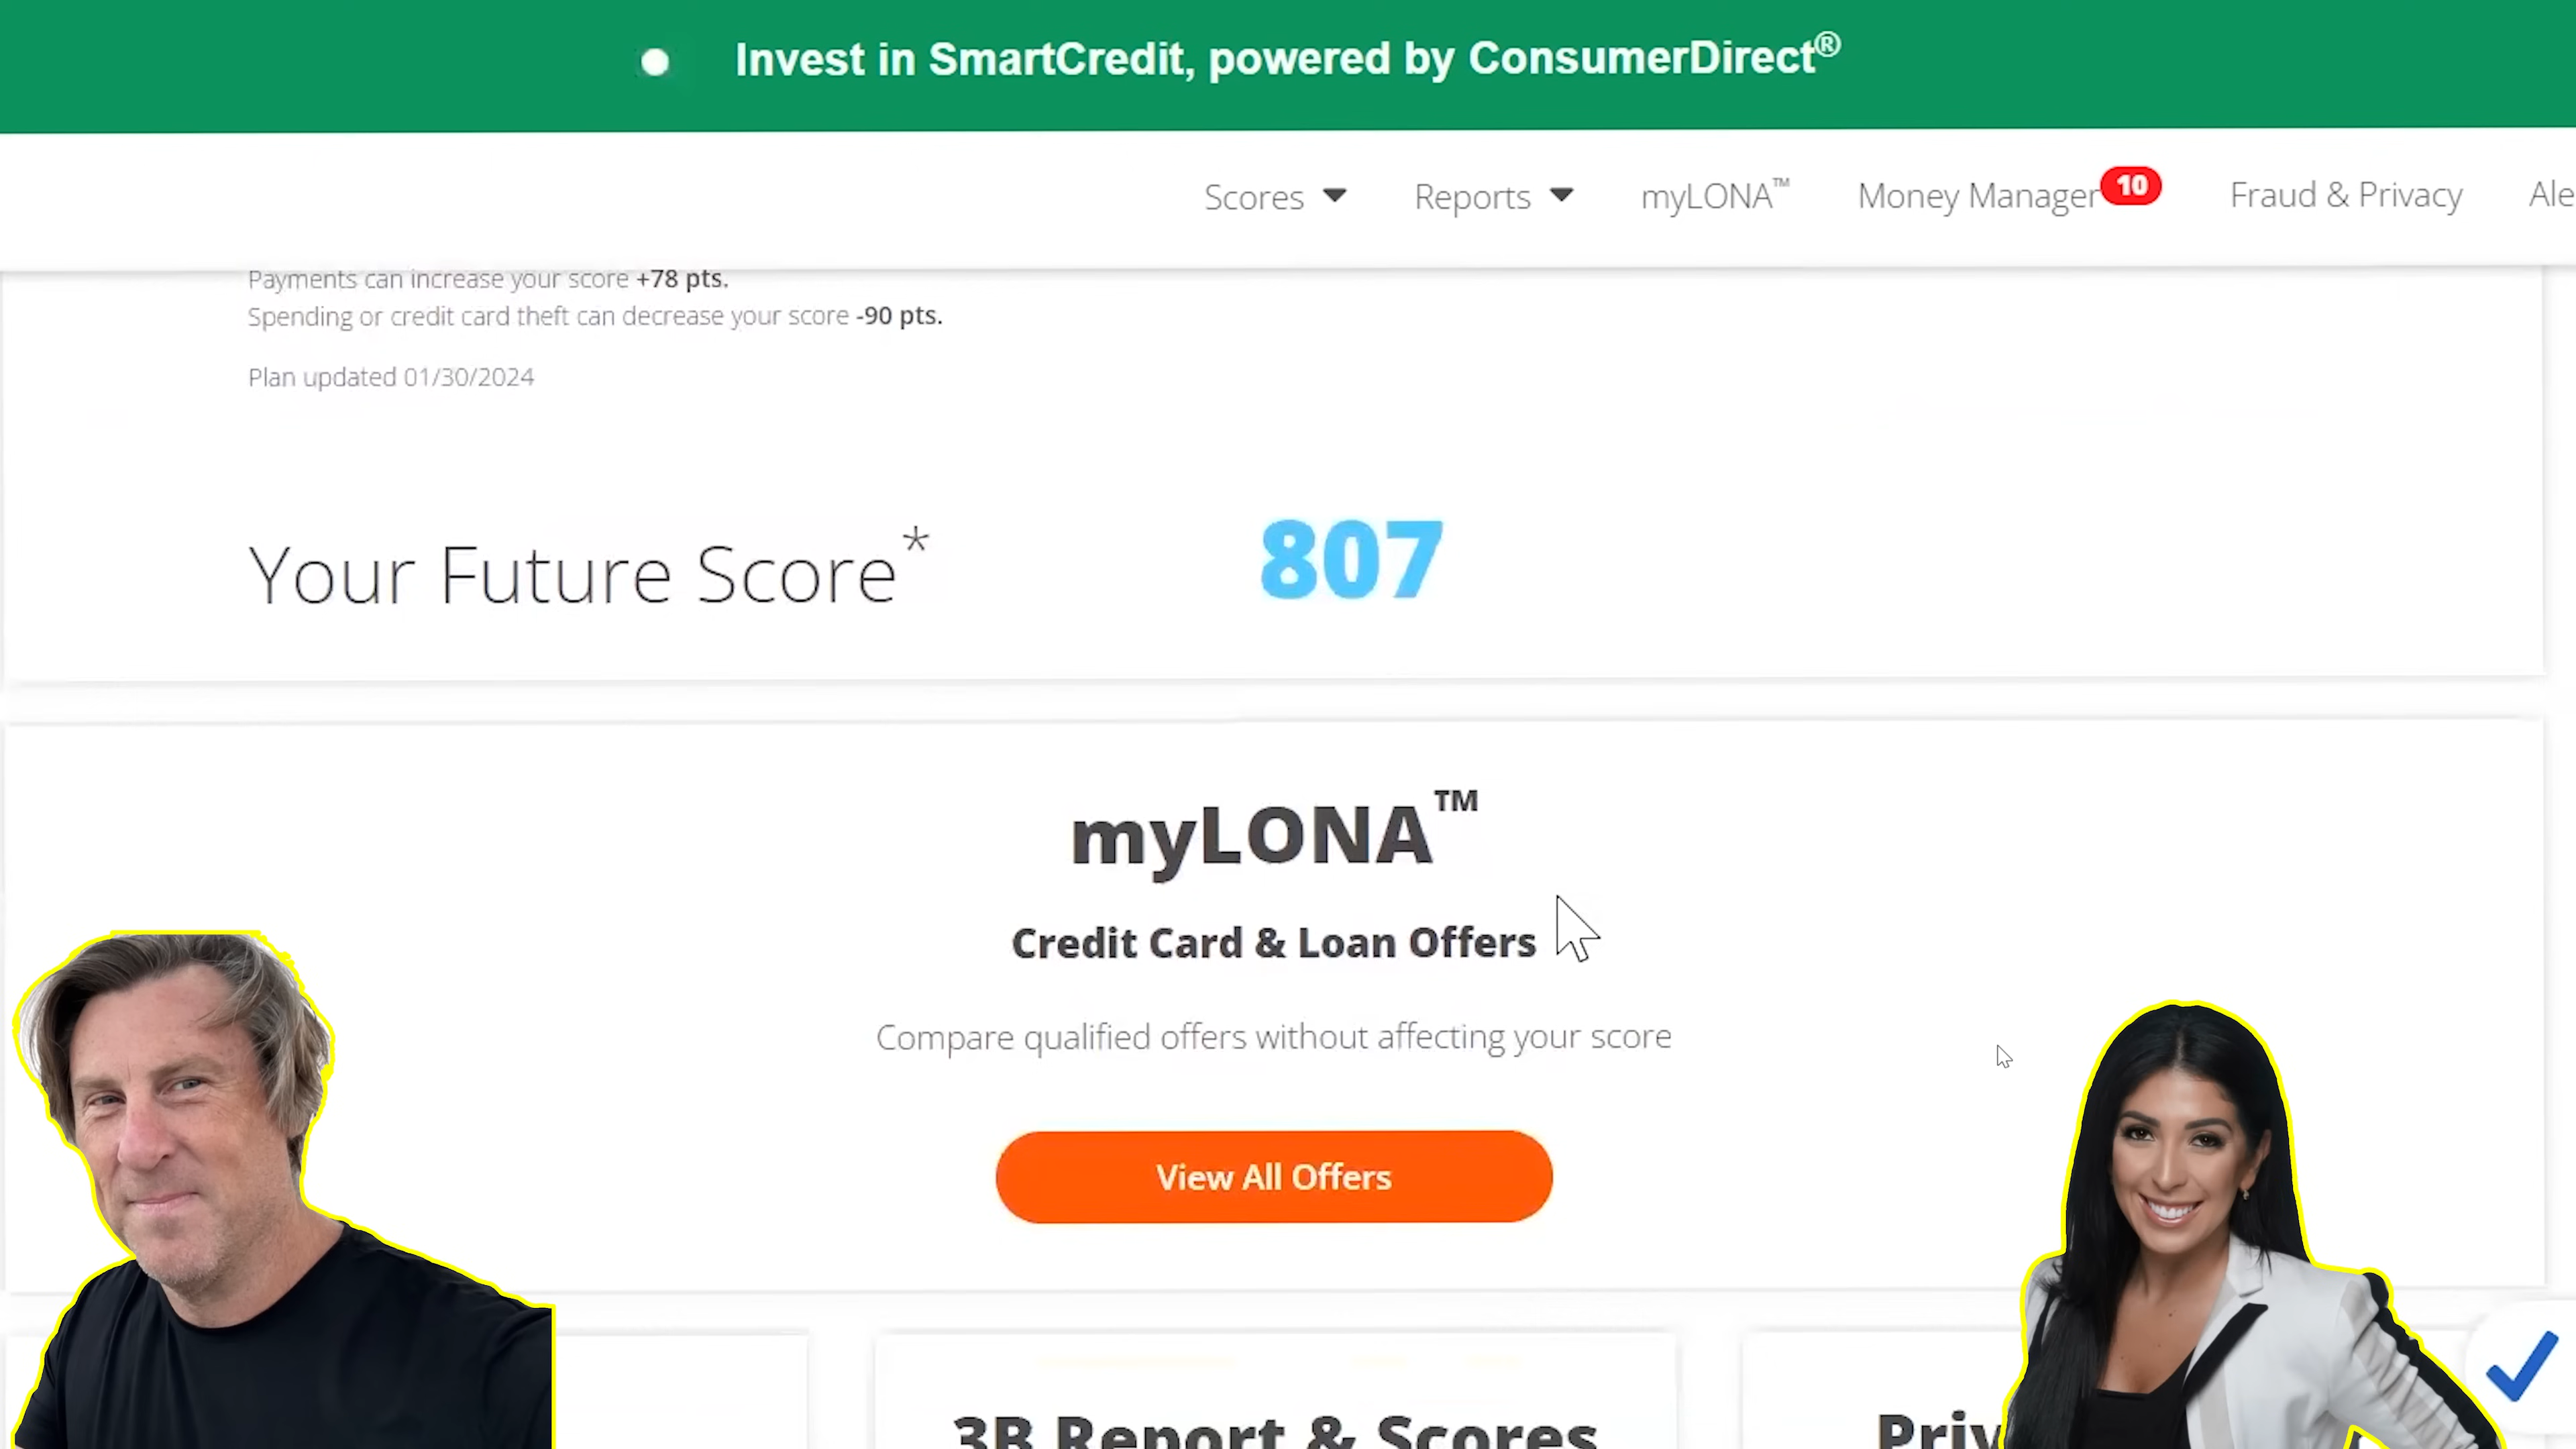 Invest in SmartCredit, powered by ConsumerDirect®
Scores Reports myLONA™ Money Manager 10 Fraud & Privacy
Payments can increase your score +78 pts.
Spending or credit card theft can decrease your score -90 pts.
Plan updated 01/30/2024
Your Future Score* 807
myLONA™
Credit Card & Loan Offers
Compare qualified offers without affecting your score
View All Offers
3B Report & Scores